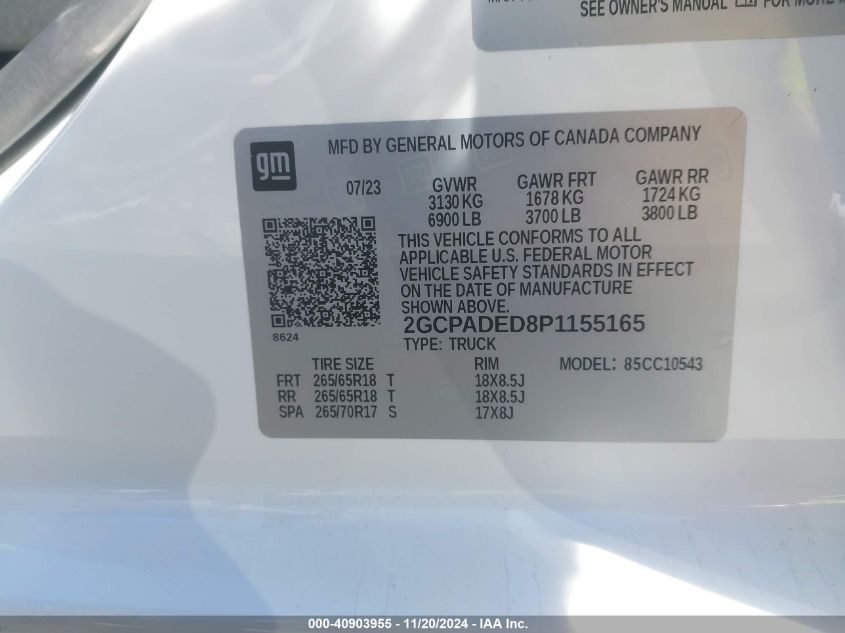 SEE OWNER'S MANUAL FOR MORE
gm
MFD BY GENERAL MOTORS OF CANADA COMPANY
07/23 GVWR GAWR FRT GAWR RR
3130 KG 1678 KG 1724 KG
6900 LB 3700 LB 3800 LB
THIS VEHICLE CONFORMS TO ALL
APPLICABLE U.S. FEDERAL MOTOR
VEHICLE SAFETY STANDARDS IN EFFECT
ON THE DATE OF MANUFACTURE
SHOWN ABOVE.
2GCPADED8P1155165
8624
TYPE: TRUCK
TIRE SIZE RIM MODEL: 85CC10543
FRT 265/65R18 T 18X8.5J
RR 265/65R18 T 18X8.5J
SPA 265/70R17 S 17X8J
000-40903955 - 11/20/2024 - IAA Inc.